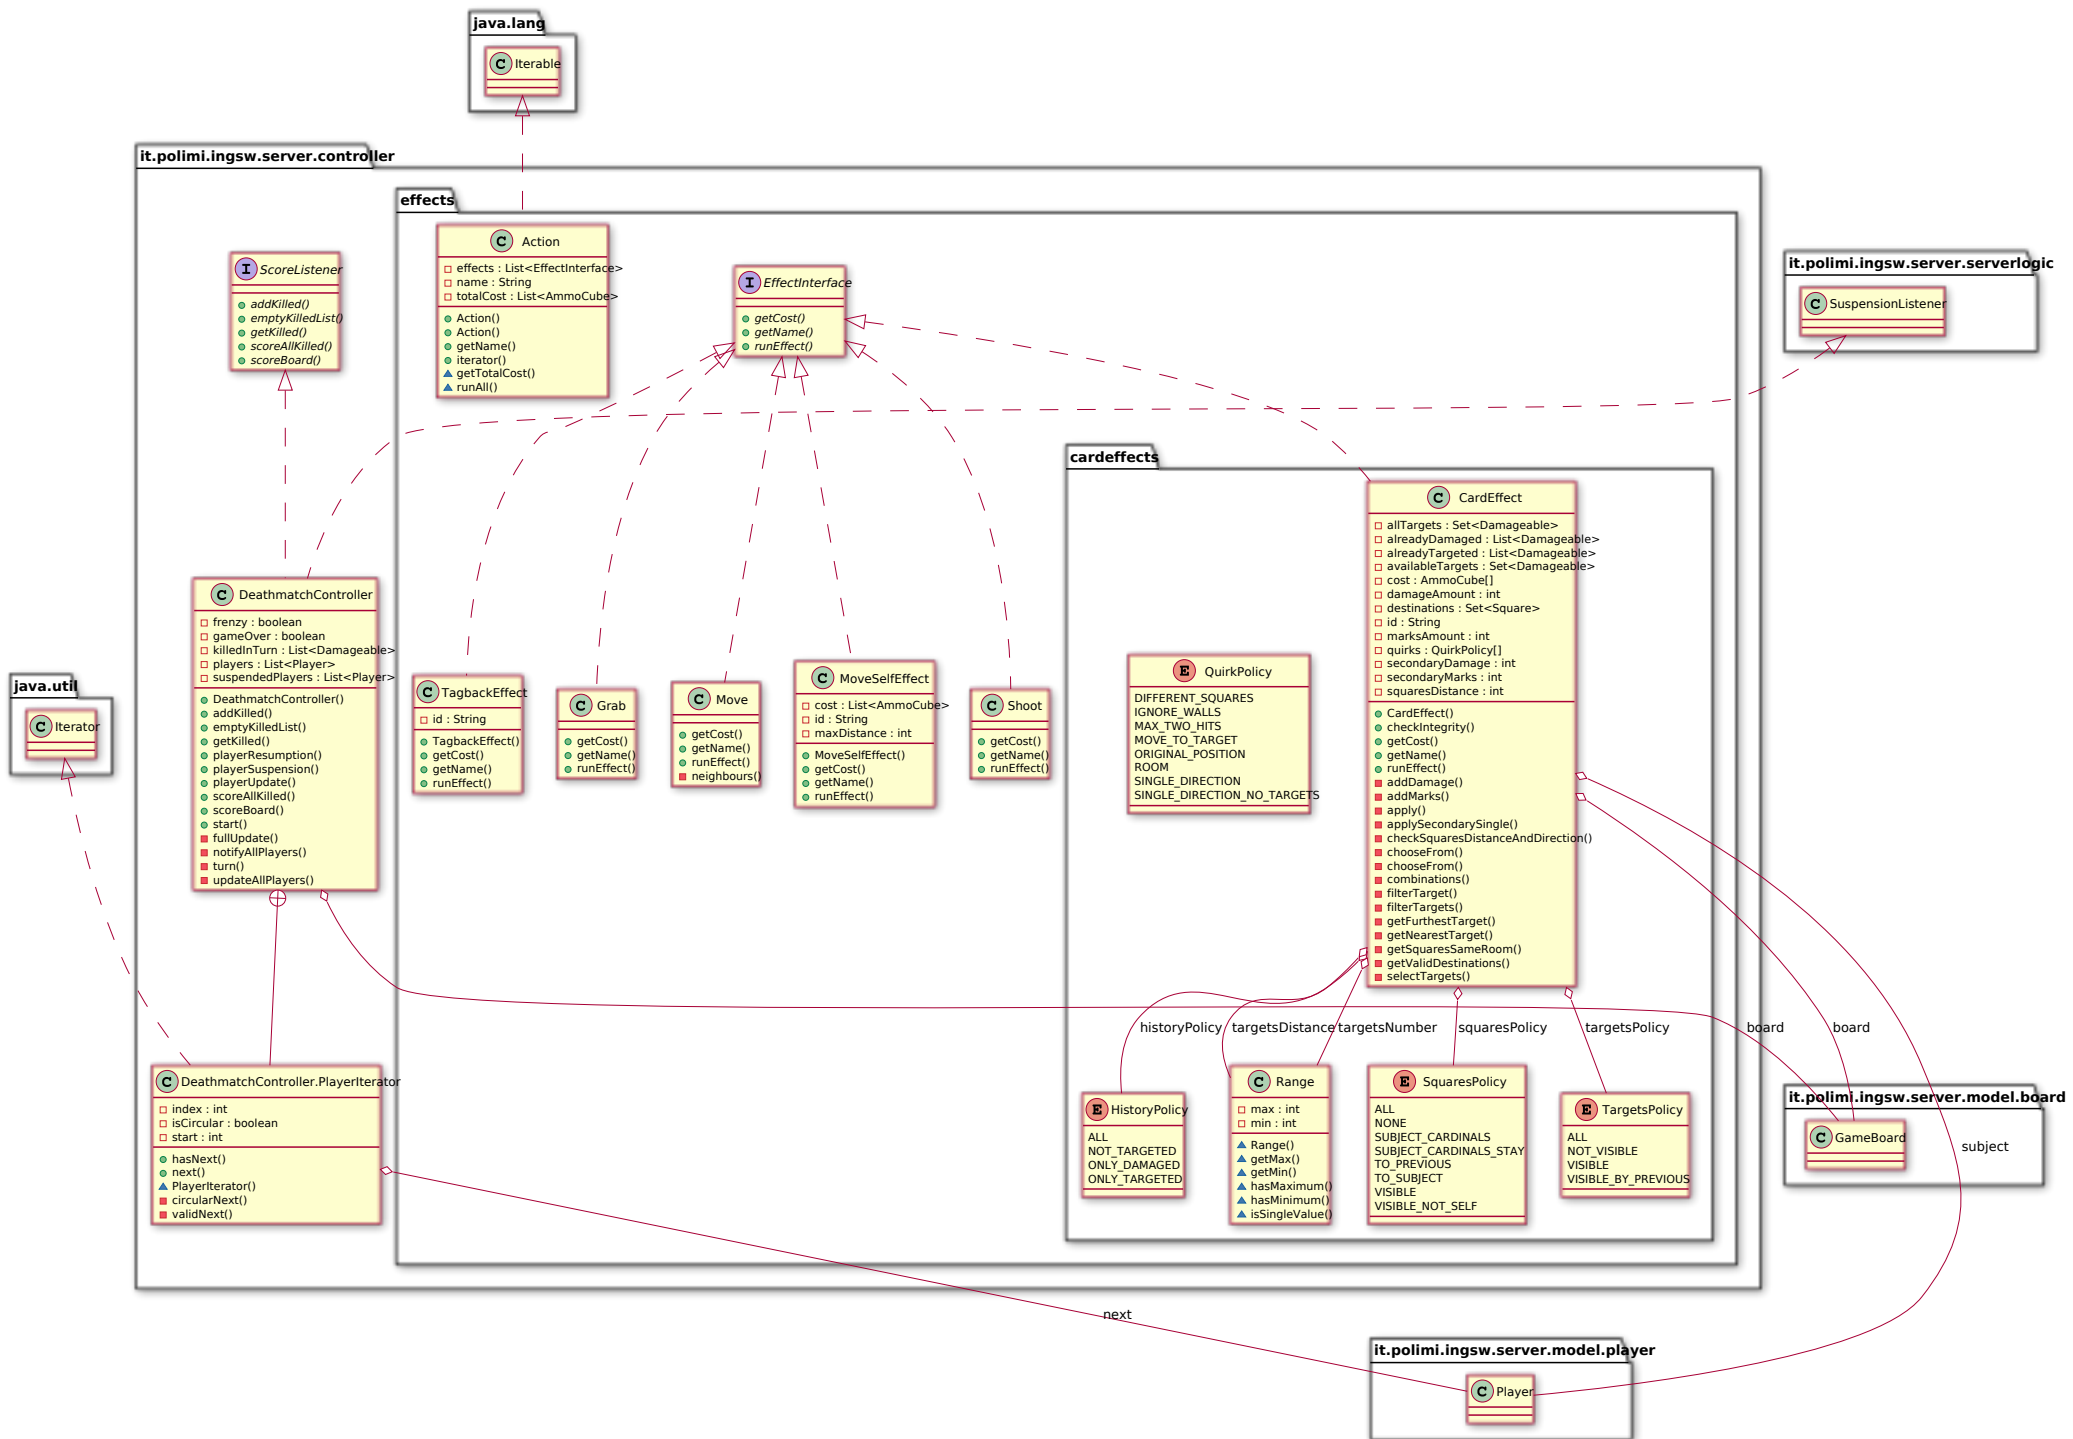 java.lang
C Iterable
it.polimi.ingsw.server.controller
effects
C Action
effects : List<EffectInterface>
name : String
totalCost : List<AmmoCube>
Action()
Action()
getName()
iterator()
getTotalCost()
runAll()
I ScoreListener
addKilled()
emptyKilledList()
getKilled()
scoreAllKilled()
scoreBoard()
I EffectInterface
getCost()
getName()
runEffect()
it.polimi.ingsw.server.serverlogic
C SuspensionListener
cardeffects
C CardEffect
allTargets : Set<Damageable>
alreadyDamaged : List<Damageable>
alreadyTargeted : List<Damageable>
availableTargets : Set<Damageable>
cost : AmmoCube[]
damageAmount : int
destinations : Set<Square>
id : String
marksAmount : int
quirks : QuirkPolicy[]
secondaryDamage : int
secondaryMarks : int
squaresDistance : int
CardEffect()
checkIntegrity()
getCost()
getName()
runEffect()
addDamage()
addMarks()
apply()
applySecondarySingle()
checkSquaresDistanceAndDirection()
chooseFrom()
chooseFrom()
combinations()
filterTarget()
filterTargets()
getFurthestTarget()
getNearestTarget()
getSquaresSameRoom()
getValidDestinations()
selectTargets()
C DeathmatchController
frenzy : boolean
gameOver : boolean
killedInTurn : List<Damageable>
players : List<Player>
suspendedPlayers : List<Player>
DeathmatchController()
addKilled()
emptyKilledList()
getKilled()
playerResumption()
playerSuspension()
playerUpdate()
scoreAllKilled()
scoreBoard()
start()
fullUpdate()
notifyAllPlayers()
turn()
updateAllPlayers()
java.util
C Iterator
C TagbackEffect
id : String
TagbackEffect()
getCost()
getName()
runEffect()
C Grab
getCost()
getName()
runEffect()
C Move
getCost()
getName()
runEffect()
neighbours()
C MoveSelfEffect
cost : List<AmmoCube>
id : String
maxDistance : int
MoveSelfEffect()
getCost()
getName()
runEffect()
C Shoot
getCost()
getName()
runEffect()
E QuirkPolicy
DIFFERENT_SQUARES
IGNORE_WALLS
MAX_TWO_HITS
MOVE_TO_TARGET
ORIGINAL_POSITION
ROOM
SINGLE_DIRECTION
SINGLE_DIRECTION_NO_TARGETS
historyPolicy
targetsDistance
targetsNumber
squaresPolicy
targetsPolicy
board
board
C DeathmatchController.PlayerIterator
index : int
isCircular : boolean
start : int
hasNext()
next()
PlayerIterator()
circularNext()
validNext()
E HistoryPolicy
ALL
NOT_TARGETED
ONLY_DAMAGED
ONLY_TARGETED
C Range
max : int
min : int
Range()
getMax()
getMin()
hasMaximum()
hasMinimum()
isSingleValue()
E SquaresPolicy
ALL
NONE
SUBJECT_CARDINALS
SUBJECT_CARDINALS_STAY
TO_PREVIOUS
TO_SUBJECT
VISIBLE
VISIBLE_NOT_SELF
E TargetsPolicy
ALL
NOT_VISIBLE
VISIBLE
VISIBLE_BY_PREVIOUS
it.polimi.ingsw.server.model.board
C GameBoard
subject
next
it.polimi.ingsw.server.model.player
C Player